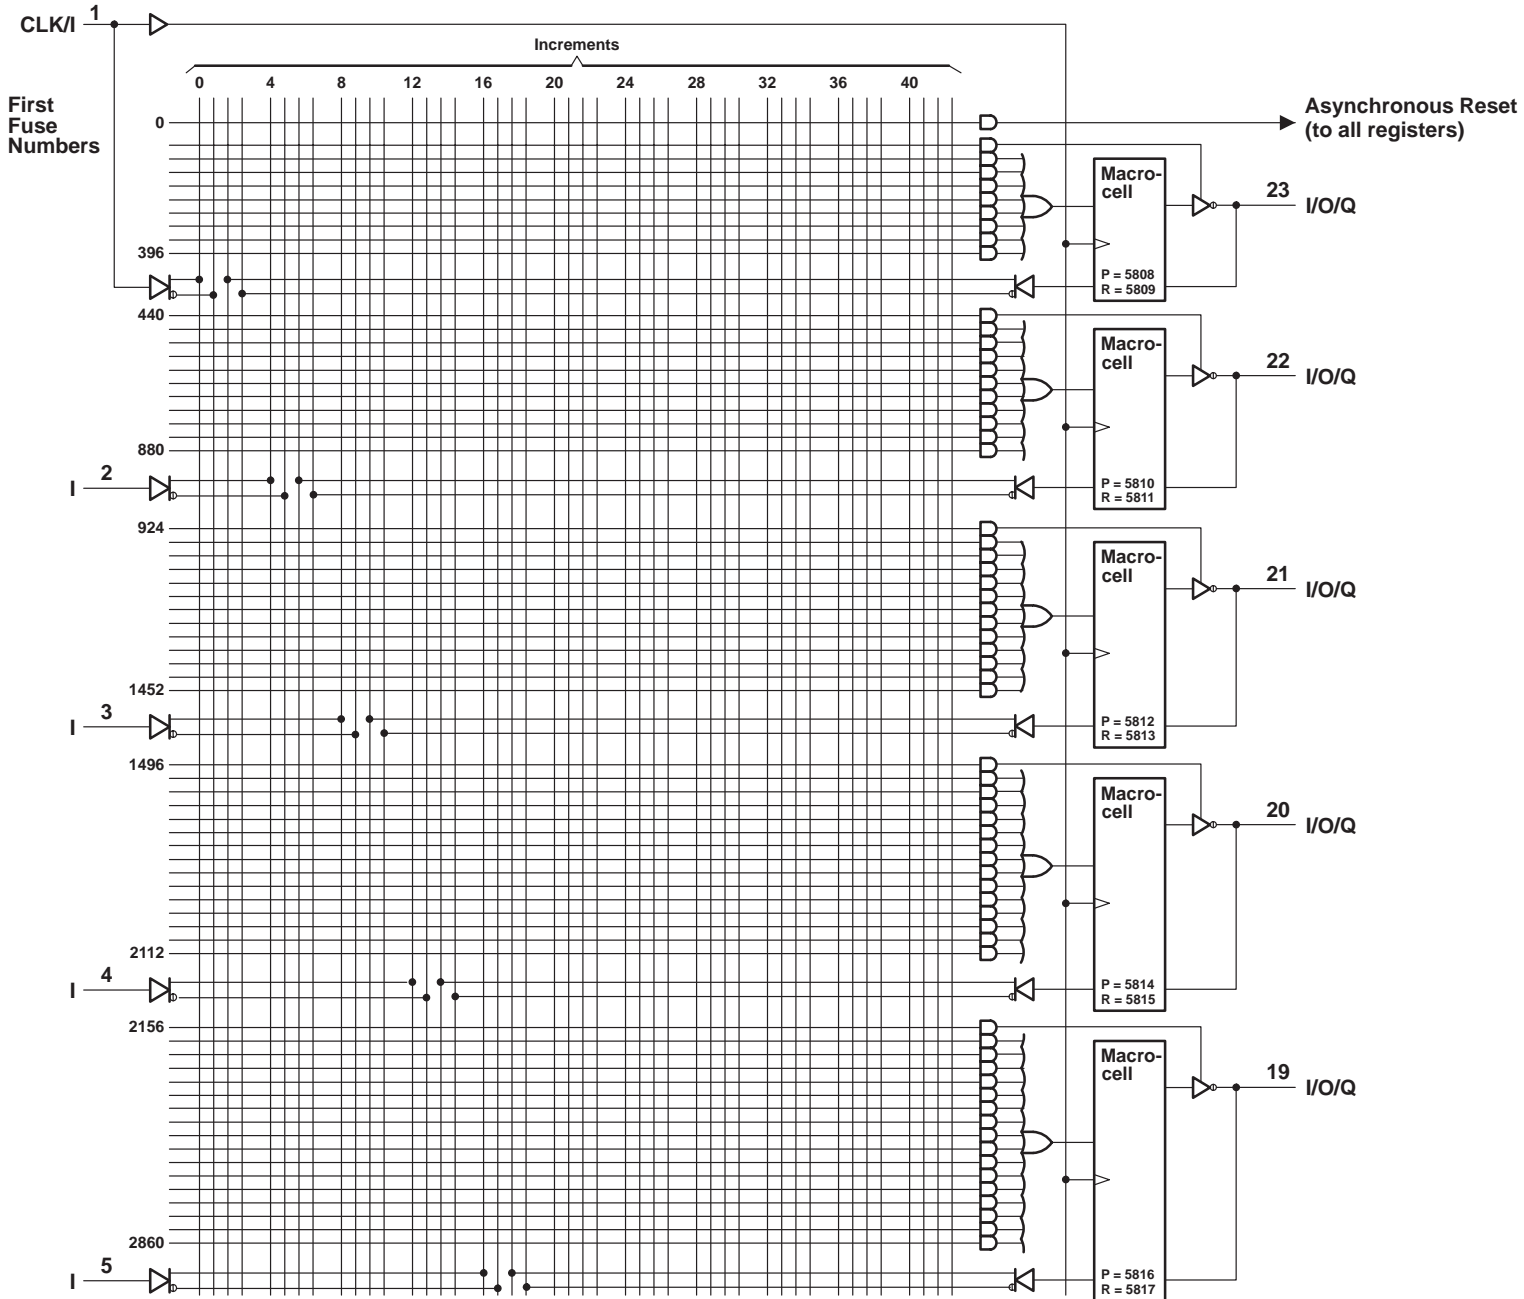 CLK/I 1
Increments
0 4 8 12 16 20 24 28 32 36 40
First
Fuse
Numbers
0
Asynchronous Reset
(to all registers)
Macro-
cell
23 I/O/Q
396
P = 5808
R = 5809
440
Macro-
cell
22 I/O/Q
880
I 2
P = 5810
R = 5811
924
Macro-
cell
21 I/O/Q
1452
I 3
P = 5812
R = 5813
1496
Macro-
cell
20 I/O/Q
2112
I 4
P = 5814
R = 5815
2156
Macro-
cell
19 I/O/Q
2860
I 5
P = 5816
R = 5817